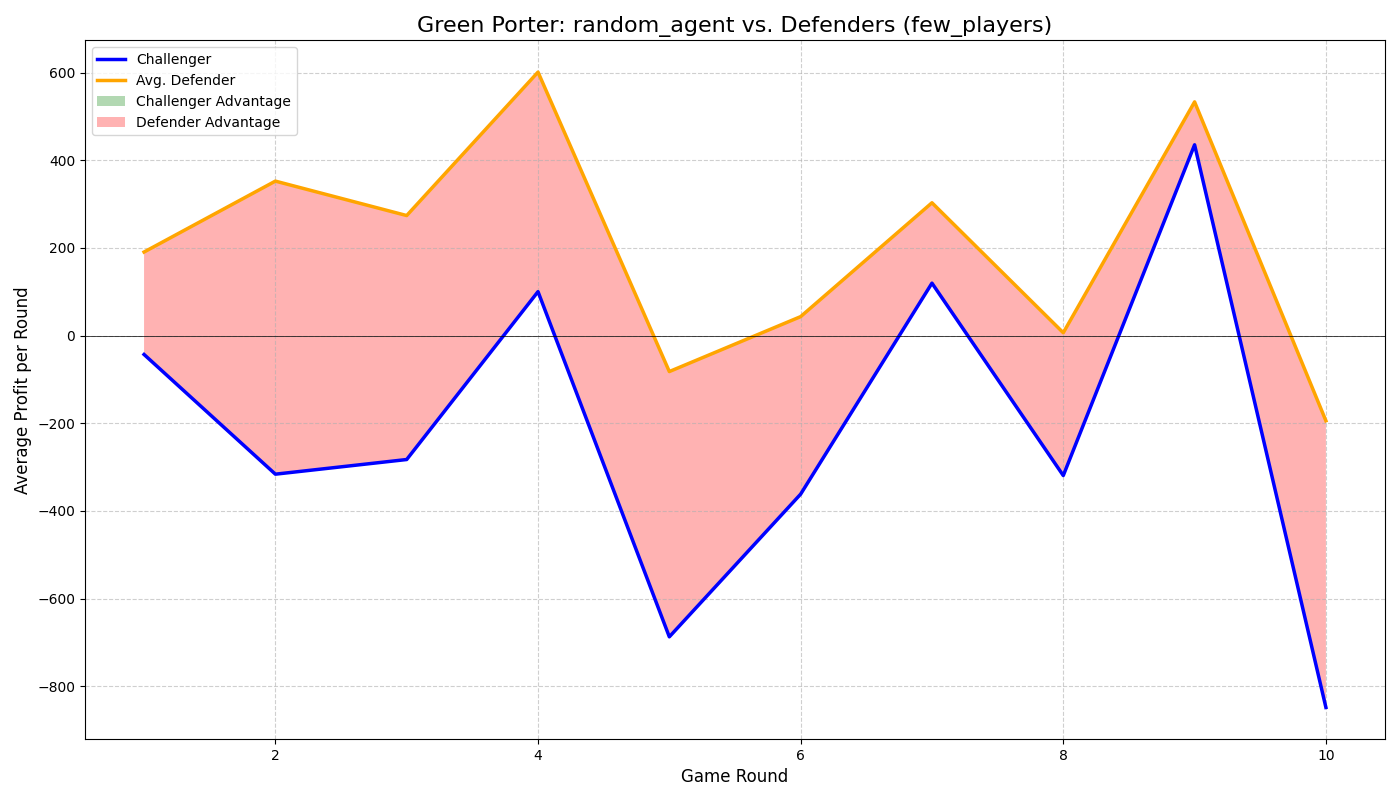 Green Porter: random_agent vs. Defenders (few_players)
Challenger
Avg. Defender
Challenger Advantage
Defender Advantage
Average Profit per Round
600
400
200
0
−200
−400
−600
−800
2
4
6
8
10
Game Round